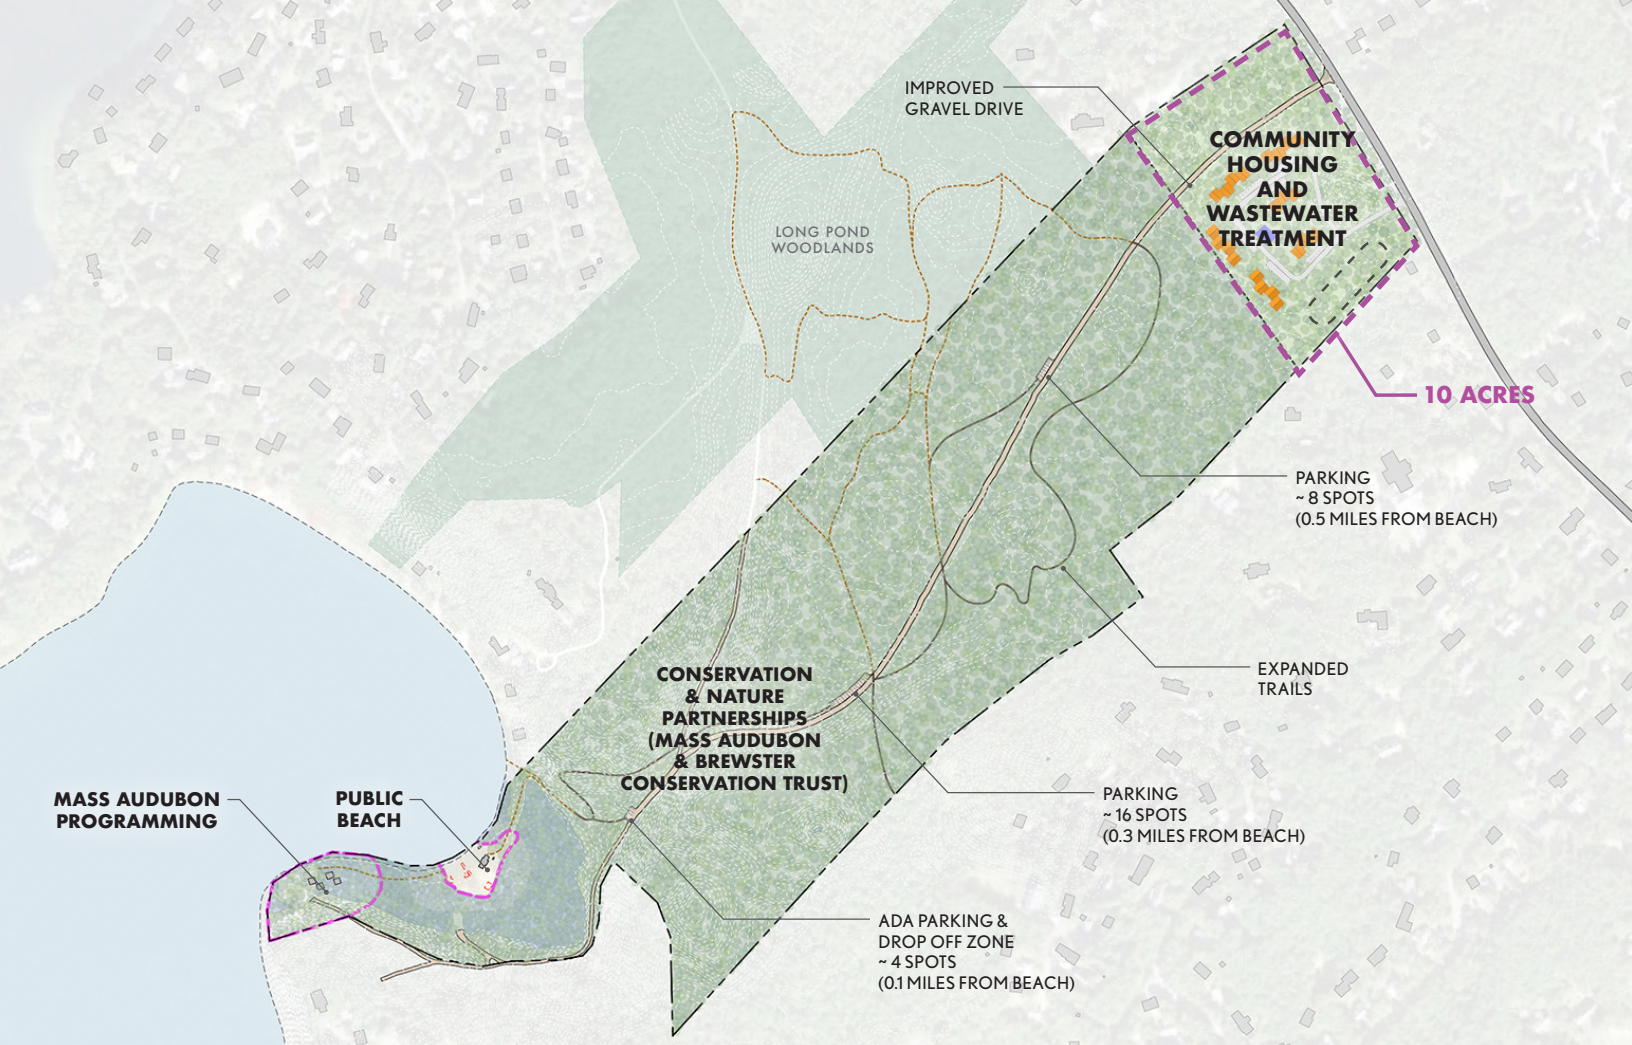 IMPROVED
GRAVEL DRIVE
COMMUNITY
HOUSING
AND
WASTEWATER
TREATMENT
LONG POND
WOODLANDS
10 ACRES
PARKING
~ 8 SPOTS
(0.5 MILES FROM BEACH)
EXPANDED
TRAILS
CONSERVATION
& NATURE
PARTNERSHIPS
(MASS AUDUBON
& BREWSTER
CONSERVATION TRUST)
MASS AUDUBON
PROGRAMMING
PUBLIC
BEACH
PARKING
~ 16 SPOTS
(0.3 MILES FROM BEACH)
ADA PARKING &
DROP OFF ZONE
~ 4 SPOTS
(0.1 MILES FROM BEACH)